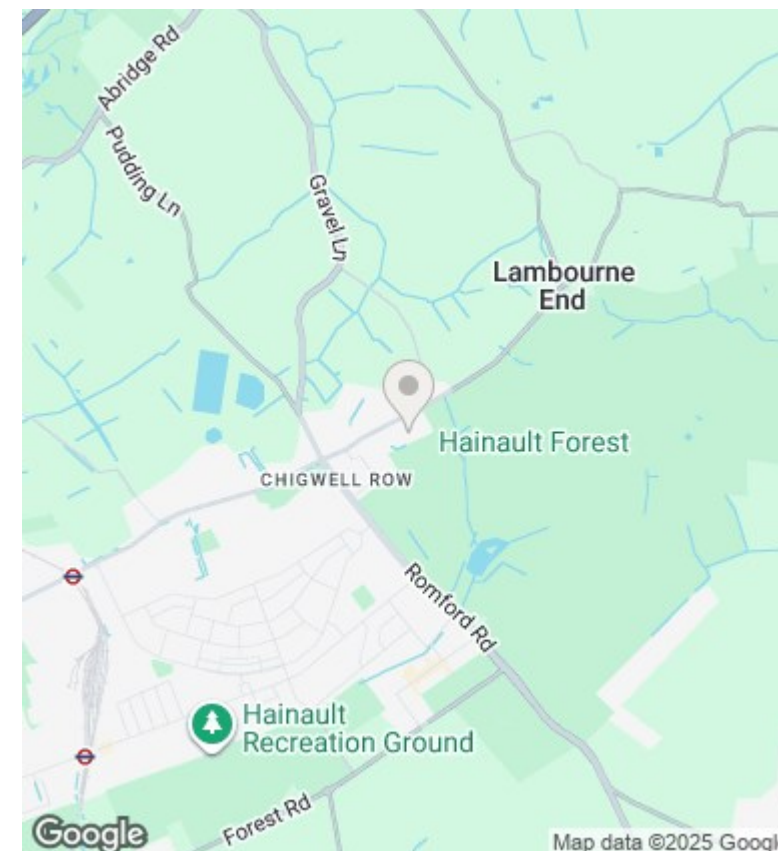 Abridge Rd
Pudding Ln
Gravel Ln
Lambourne
End
Hainault Forest
CHIGWELL ROW
Romford Rd
Hainault
Recreation Ground
Forest Rd
Google
Map data ©2025 Google